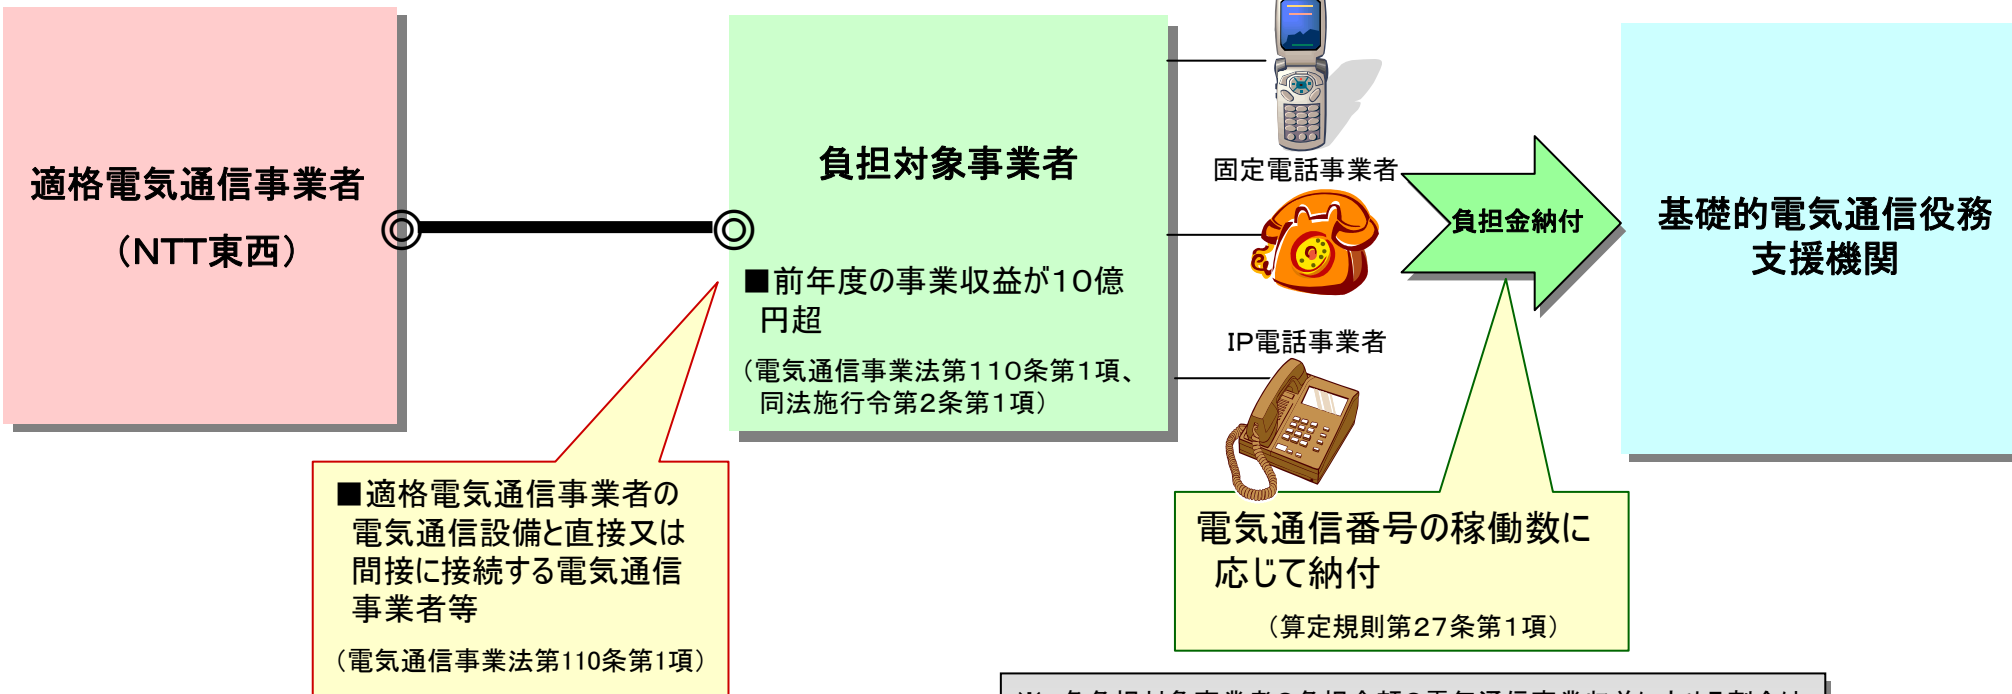 適格電気通信事業者
（NTT東西）
負担対象事業者
■前年度の事業収益が10億
円超
（電気通信事業法第110条第1項、
同法施行令第2条第1項）
固定電話事業者
IP電話事業者
負担金納付
基礎的電気通信役務
支援機関
■適格電気通信事業者の
電気通信設備と直接又は
間接に接続する電気通信
事業者等
（電気通信事業法第110条第1項）
電気通信番号の稼働数に
応じて納付
（算定規則第27条第1項）